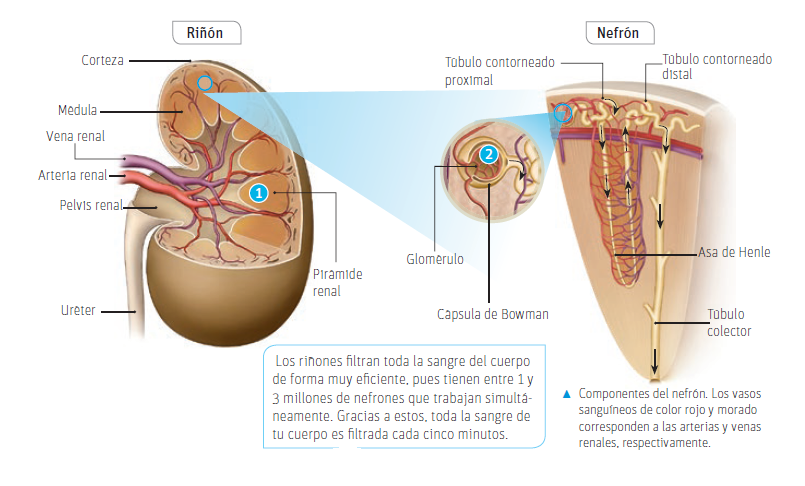 Riñón
Corteza
Médula
Vena renal
Arteria renal
Pelvis renal
Uréter
1
Pirámide
renal
Nefrón
Túbulo contorneado
proximal
Túbulo contorneado
distal
2
Glomérulo
Cápsula de Bowman
Asa de Henle
Túbulo
colector
Los riñones filtran toda la sangre del cuerpo
de forma muy eficiente, pues tienen entre 1 y
3 millones de nefrones que trabajan simultá-
neamente. Gracias a estos, toda la sangre de
tu cuerpo es filtrada cada cinco minutos.
▲ Componentes del nefrón. Los vasos
sanguíneos de color rojo y morado
corresponden a las arterias y venas
renales, respectivamente.